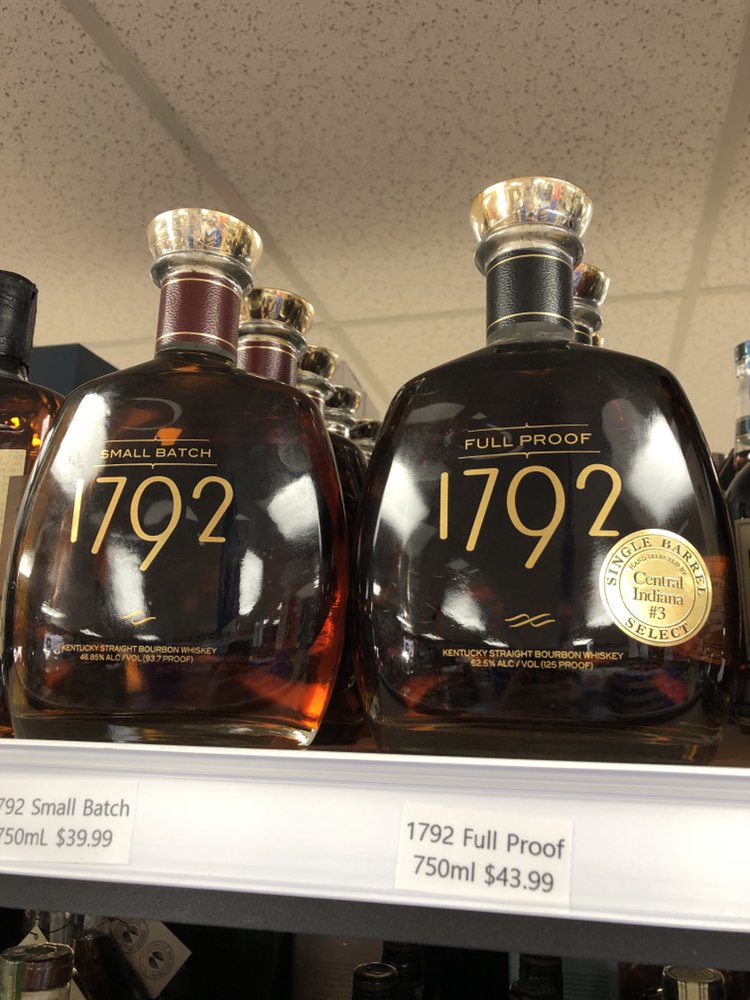 SMALL BATCH
1792
KENTUCKY STRAIGHT BOURBON WHISKEY
46.85% ALC / VOL (93.7 PROOF)
FULL PROOF
1792
KENTUCKY STRAIGHT BOURBON WHISKEY
62.5% ALC / VOL (125 PROOF)
SINGLE BARREL
HAND SELECTED BY
Central
Indiana
#3
SELECT
792 Small Batch
750mL $39.99
1792 Full Proof
750ml $43.99